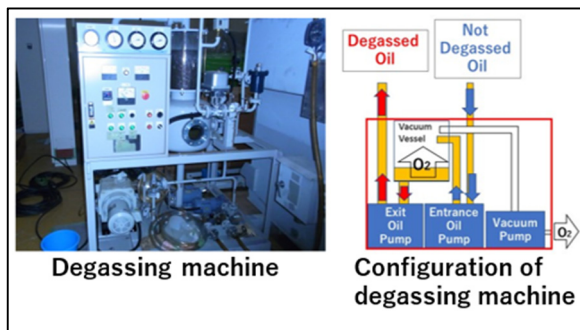 Degassed
Oil
Not
Degassed
Oil
Vacuum
Vessel
O₂
Exit
Oil
Pump
Entrance
Oil
Pump
Vacuum
Pump
O₂
Degassing machine
Configuration of
degassing machine